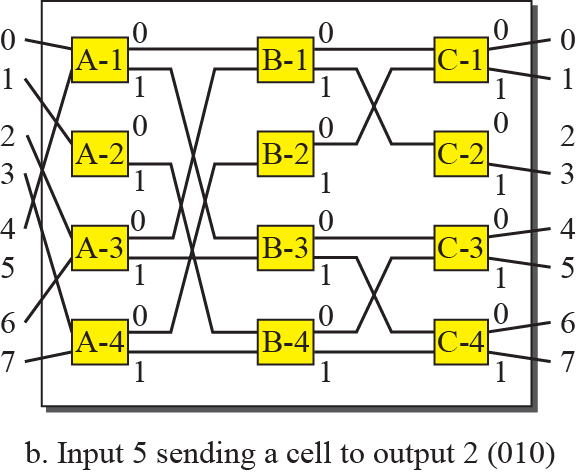 0 A-1 0 B-1 0 C-1 0 0
1 1 1 1 1
2 A-2 0 B-2 0 C-2 0 2
3 1 1 1 3
4 A-3 0 B-3 0 C-3 0 4
5 1 1 1 5
6 A-4 0 B-4 0 C-4 0 6
7 1 1 1 7
b. Input 5 sending a cell to output 2 (010)